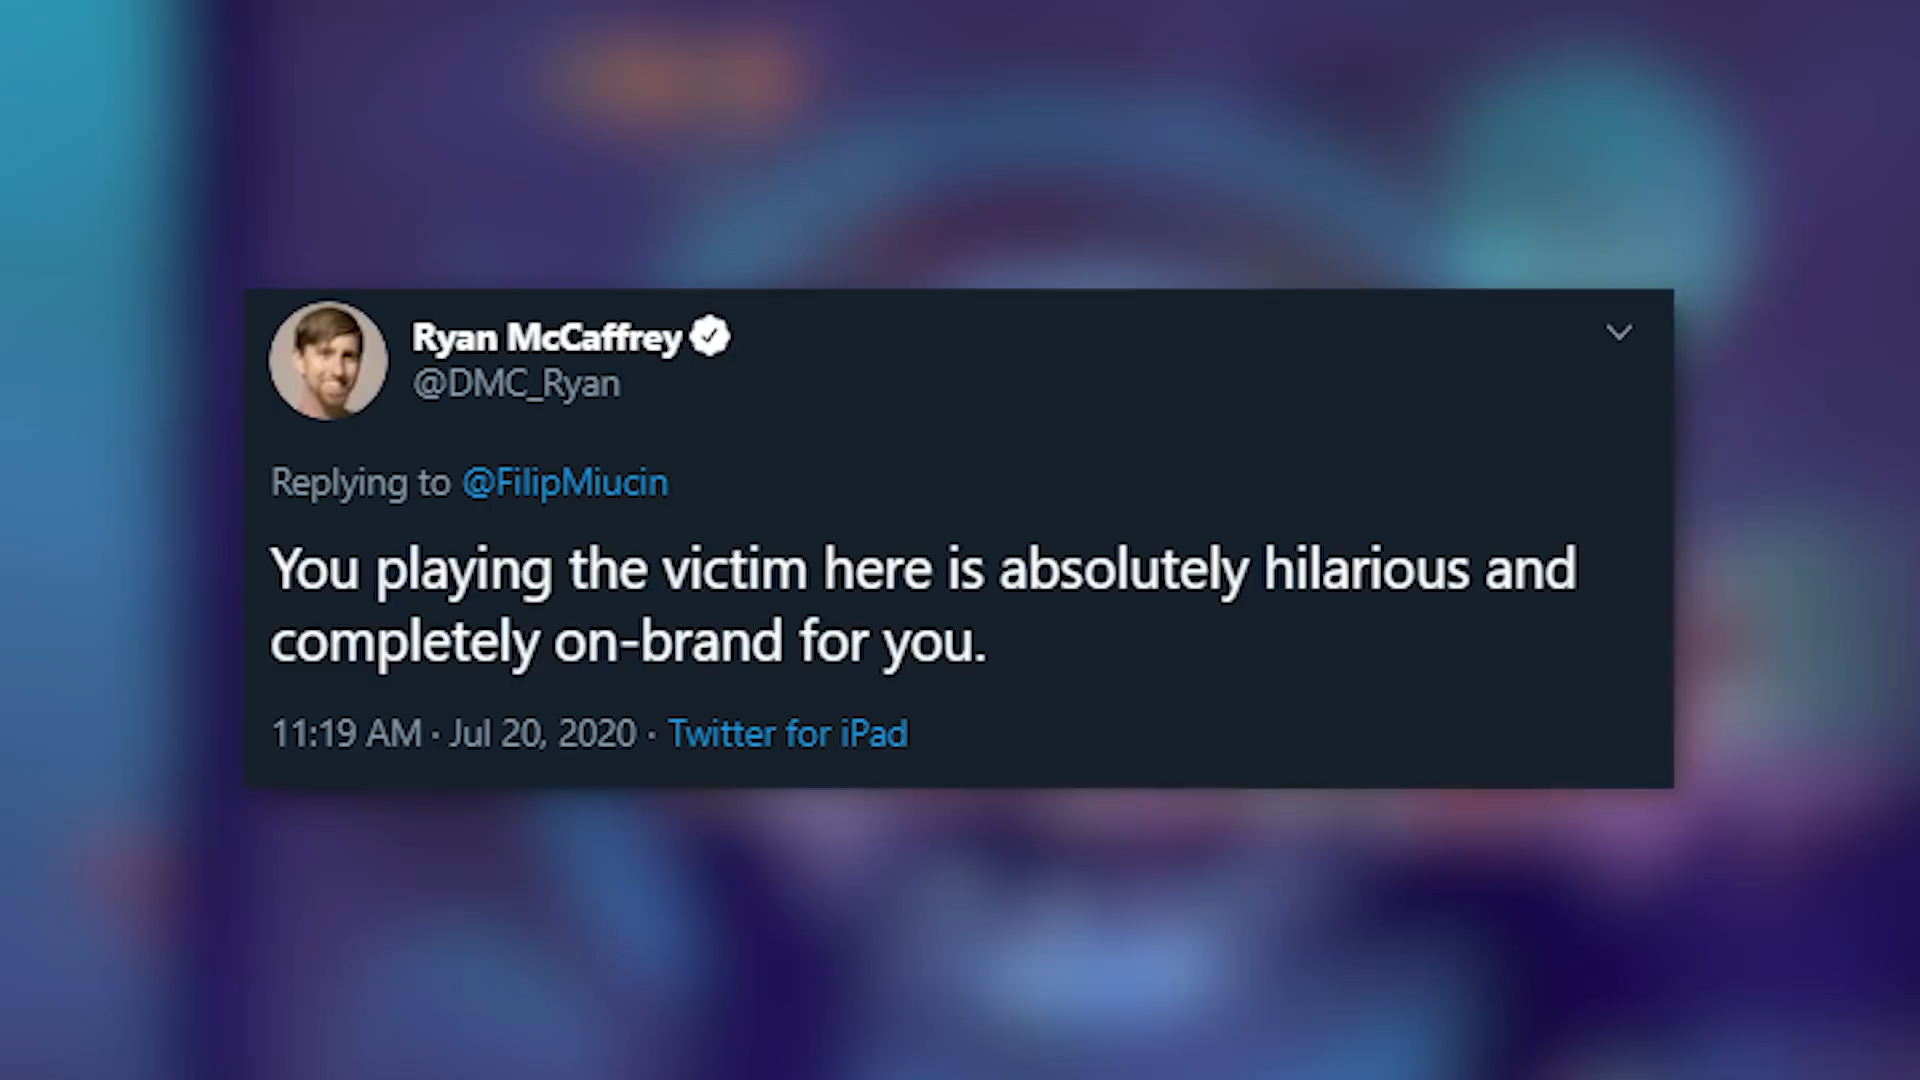 Ryan McCaffrey
@DMC_Ryan
Replying to @FilipMiucin
You playing the victim here is absolutely hilarious and
completely on-brand for you.
11:19 AM · Jul 20, 2020 · Twitter for iPad